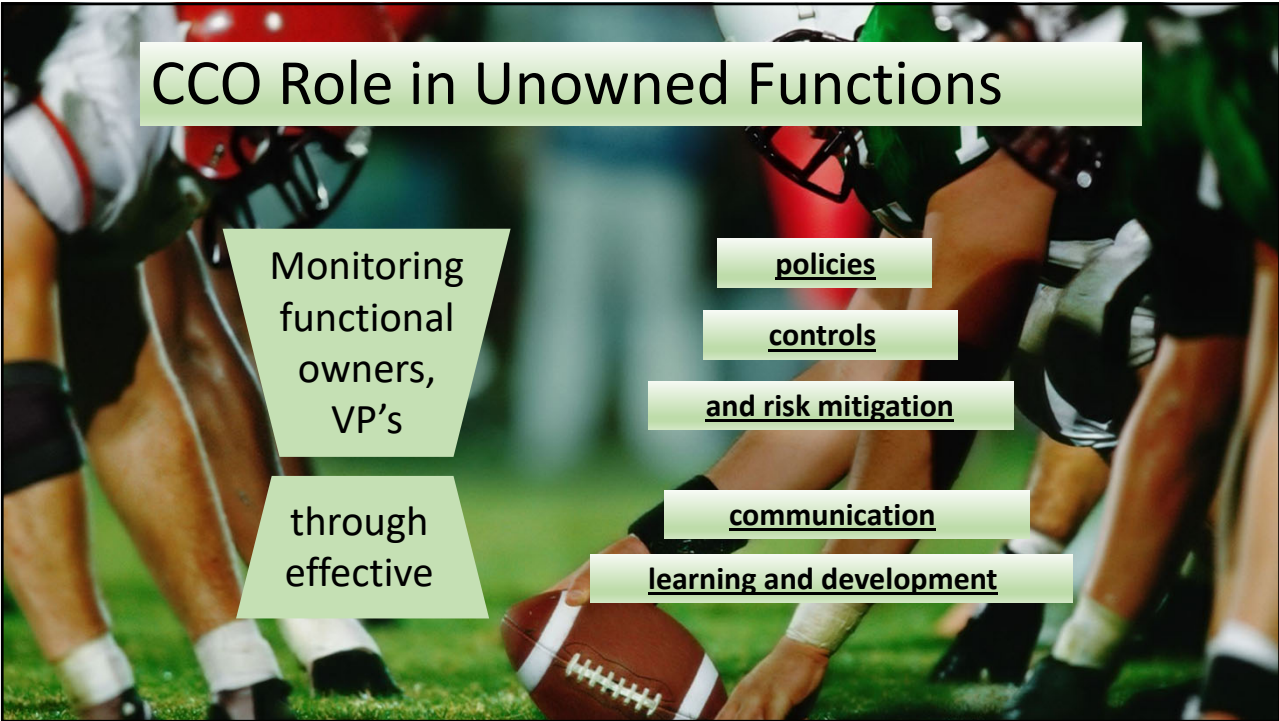 CCO Role in Unowned Functions
Monitoring
functional
owners,
VP’s
policies
controls
and risk mitigation
through
effective
communication
learning and development
1